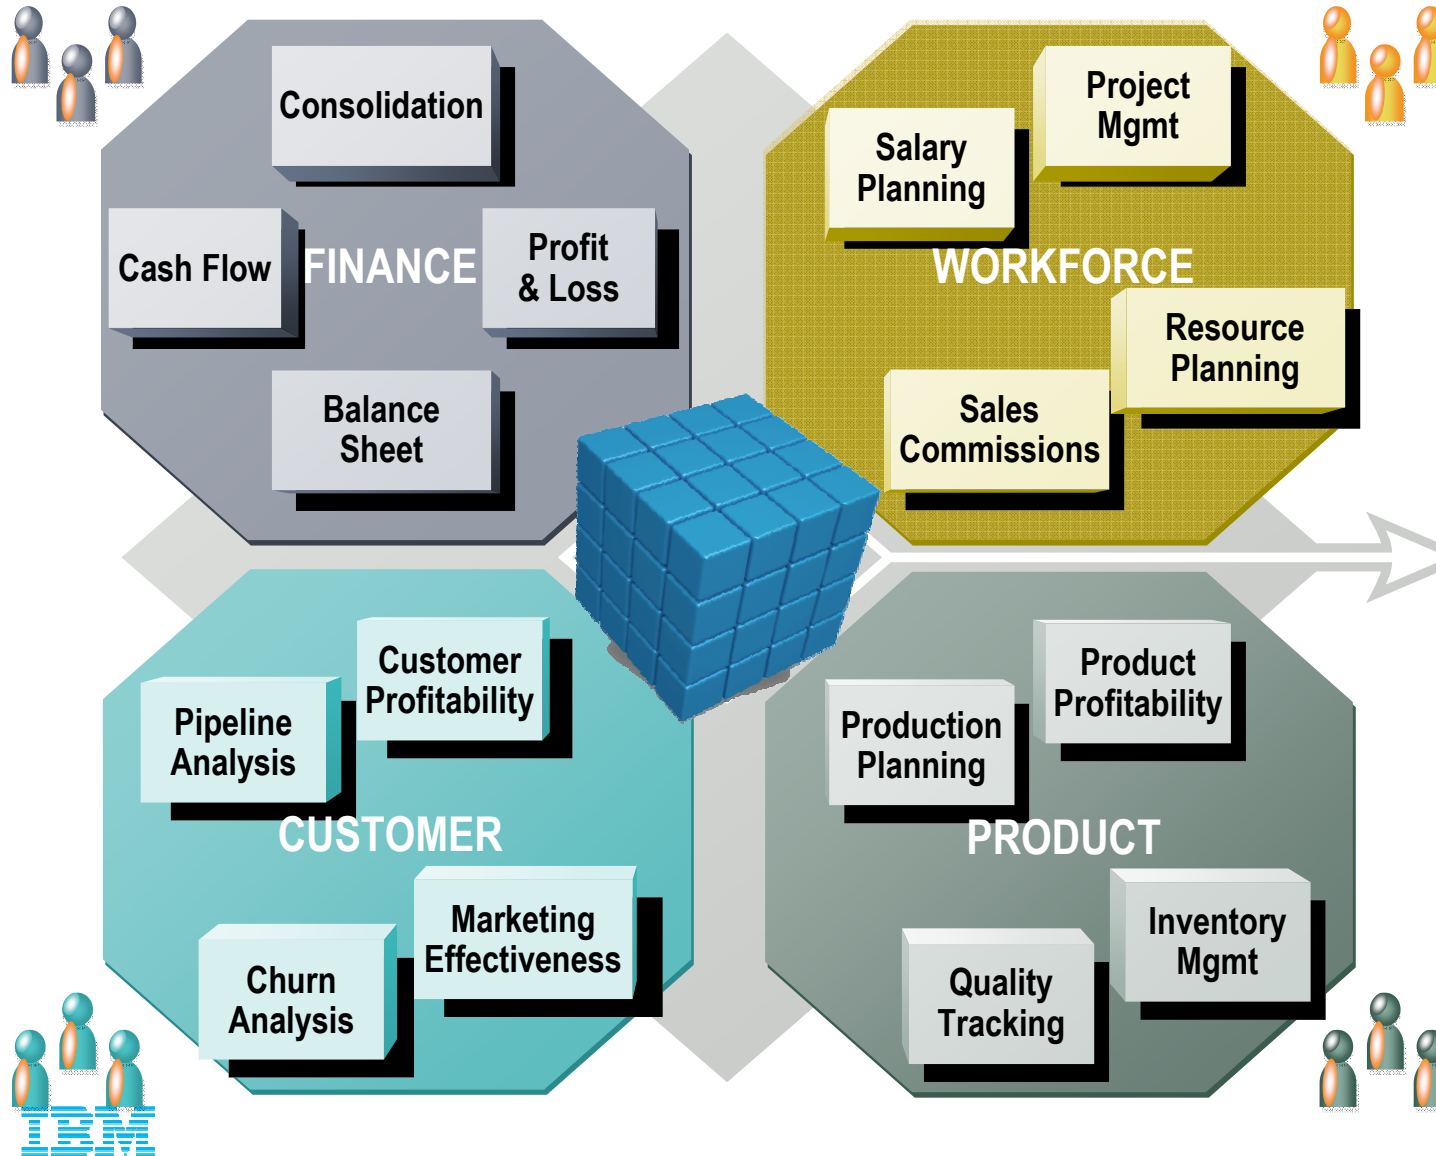 Consolidation
Cash Flow
FINANCE
Profit
& Loss
Balance
Sheet
Project
Mgmt
Salary
Planning
WORKFORCE
Resource
Planning
Sales
Commissions
Customer
Profitability
Pipeline
Analysis
CUSTOMER
Marketing
Effectiveness
Churn
Analysis
Product
Profitability
Production
Planning
PRODUCT
Inventory
Mgmt
Quality
Tracking
IBM